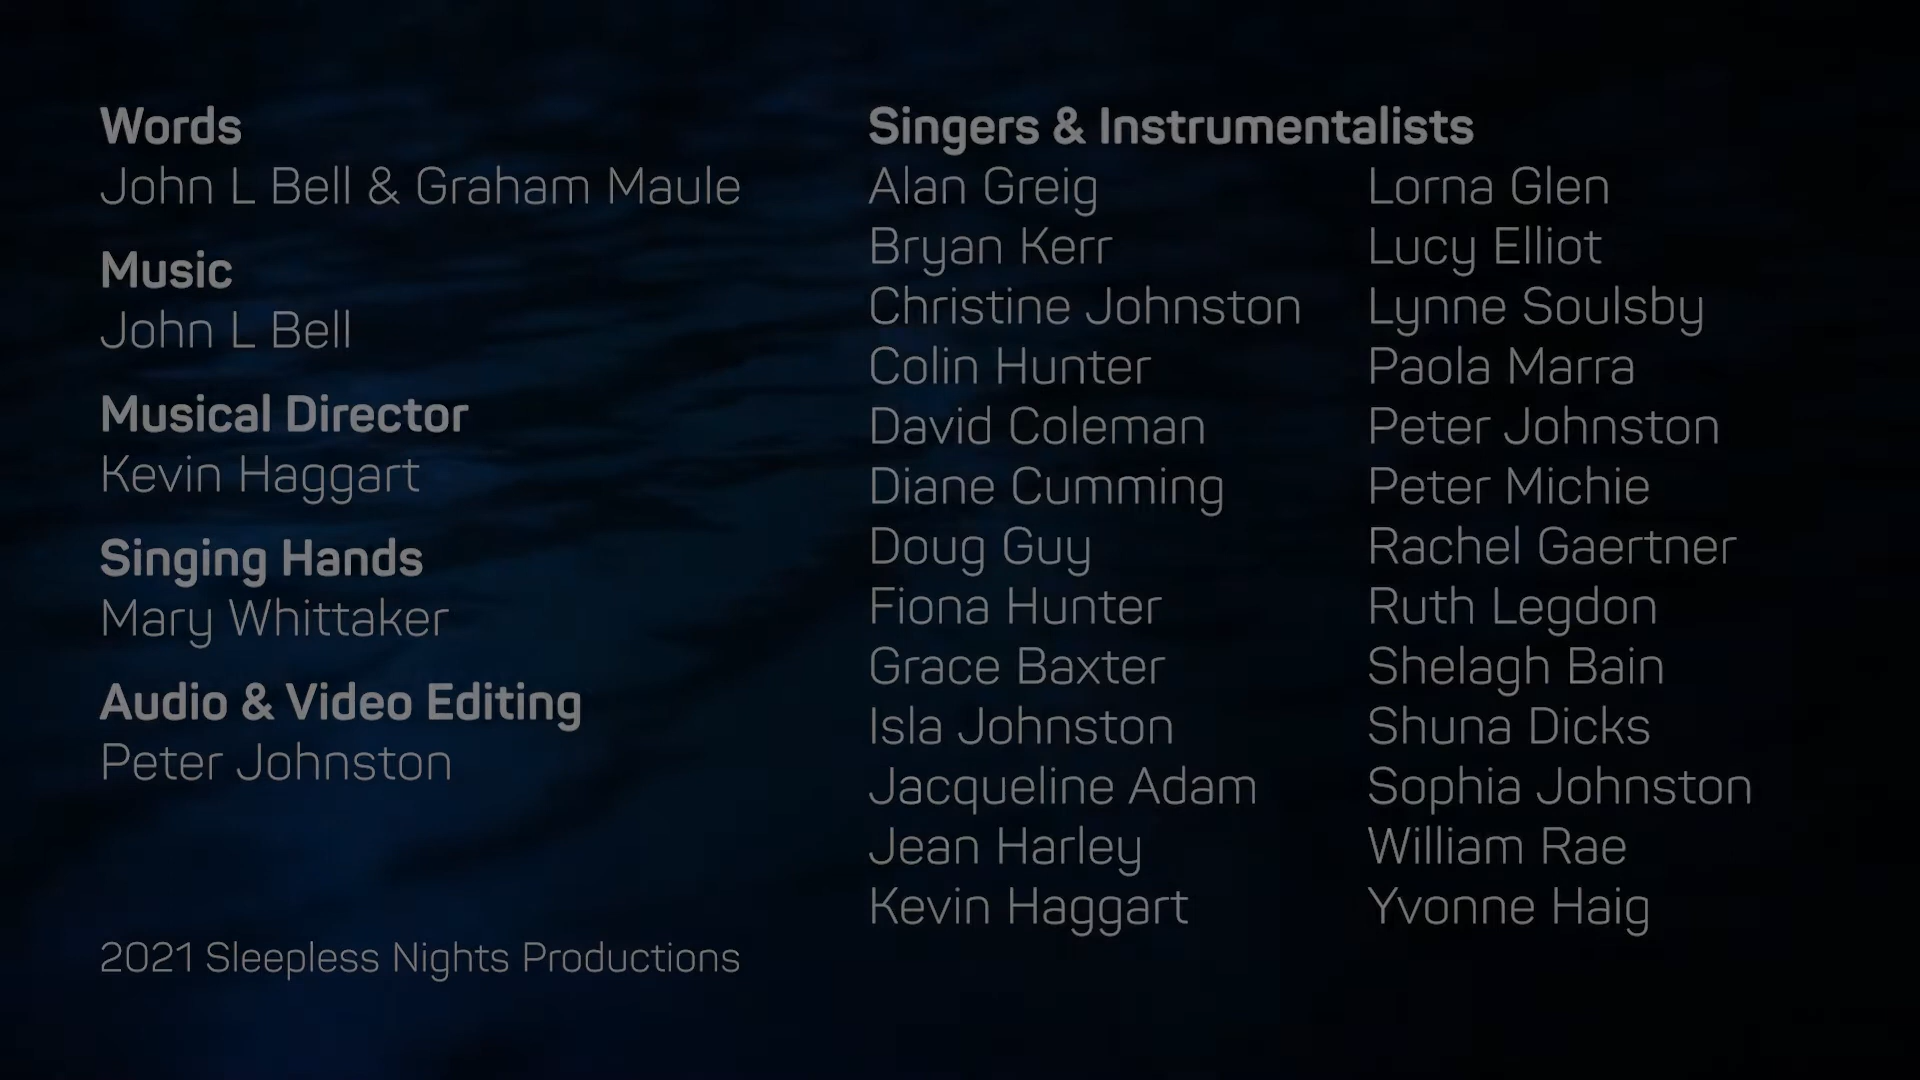 Words
John L Bell & Graham Maule
Music
John L Bell
Musical Director
Kevin Haggart
Singing Hands
Mary Whittaker
Audio & Video Editing
Peter Johnston
2021 Sleepless Nights Productions
Singers & Instrumentalists
Alan Greig
Bryan Kerr
Christine Johnston
Colin Hunter
David Coleman
Diane Cumming
Doug Guy
Fiona Hunter
Grace Baxter
Isla Johnston
Jacqueline Adam
Jean Harley
Kevin Haggart
Lorna Glen
Lucy Elliot
Lynne Soulsby
Paola Marra
Peter Johnston
Peter Michie
Rachel Gaertner
Ruth Legdon
Shelagh Bain
Shuna Dicks
Sophia Johnston
William Rae
Yvonne Haig